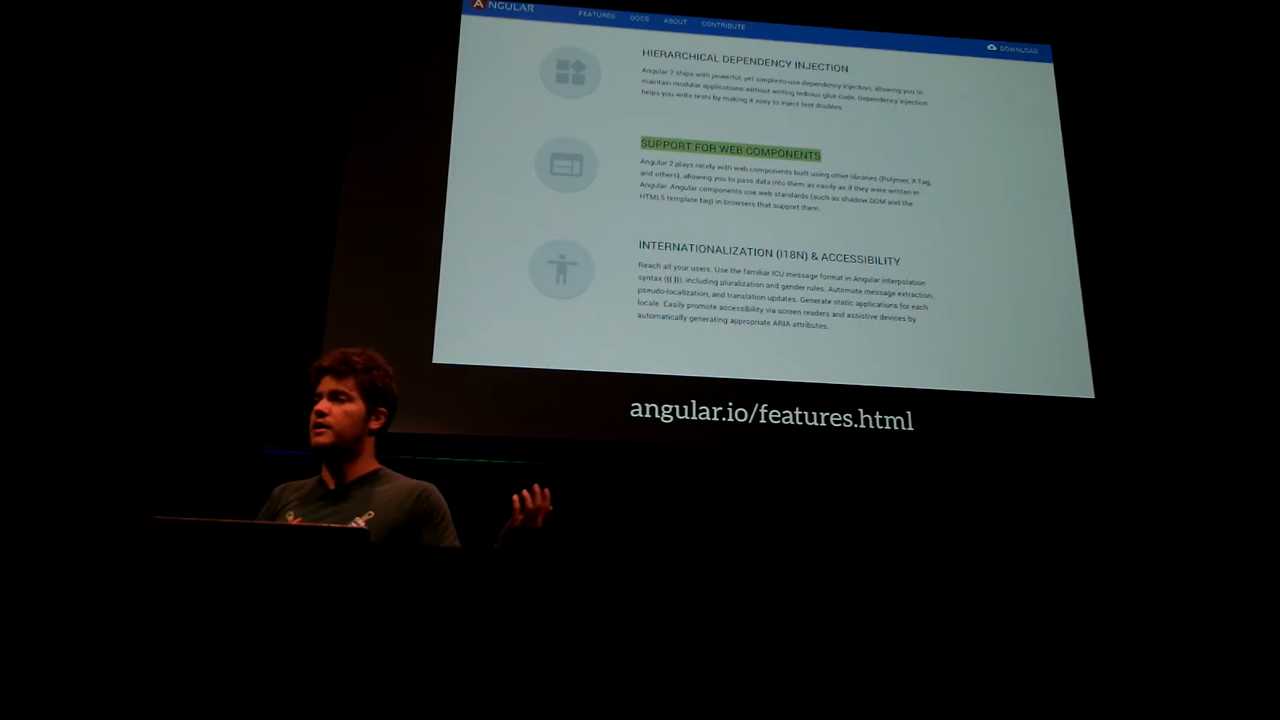 ANGULAR
FEATURES DOCS ABOUT CONTRIBUTE
DOWNLOAD
HIERARCHICAL DEPENDENCY INJECTION
Angular 2 ships with powerful, yet simple-to-use dependency injection, allowing you to
maintain modular applications without writing tedious glue code. Dependency injection
helps you write tests by making it easy to inject test doubles.
SUPPORT FOR WEB COMPONENTS
Angular 2 plays nicely with web components built using other libraries (Polymer, X-Tag,
and others), allowing you to pass data into them as easily as if they were written in
Angular. Angular components use web standards (such as shadow DOM and the
HTML5 template tag) in browsers that support them.
INTERNATIONALIZATION (I18N) & ACCESSIBILITY
Reach all your users. Use the familiar ICU message format in Angular interpolation
syntax ({{ }}), including pluralization and gender rules. Automate message extraction,
pseudo-localization, and translation updates. Generate static applications for each
locale. Easily promote accessibility via screen readers and assistive devices by
automatically generating appropriate ARIA attributes.
angular.io/features.html